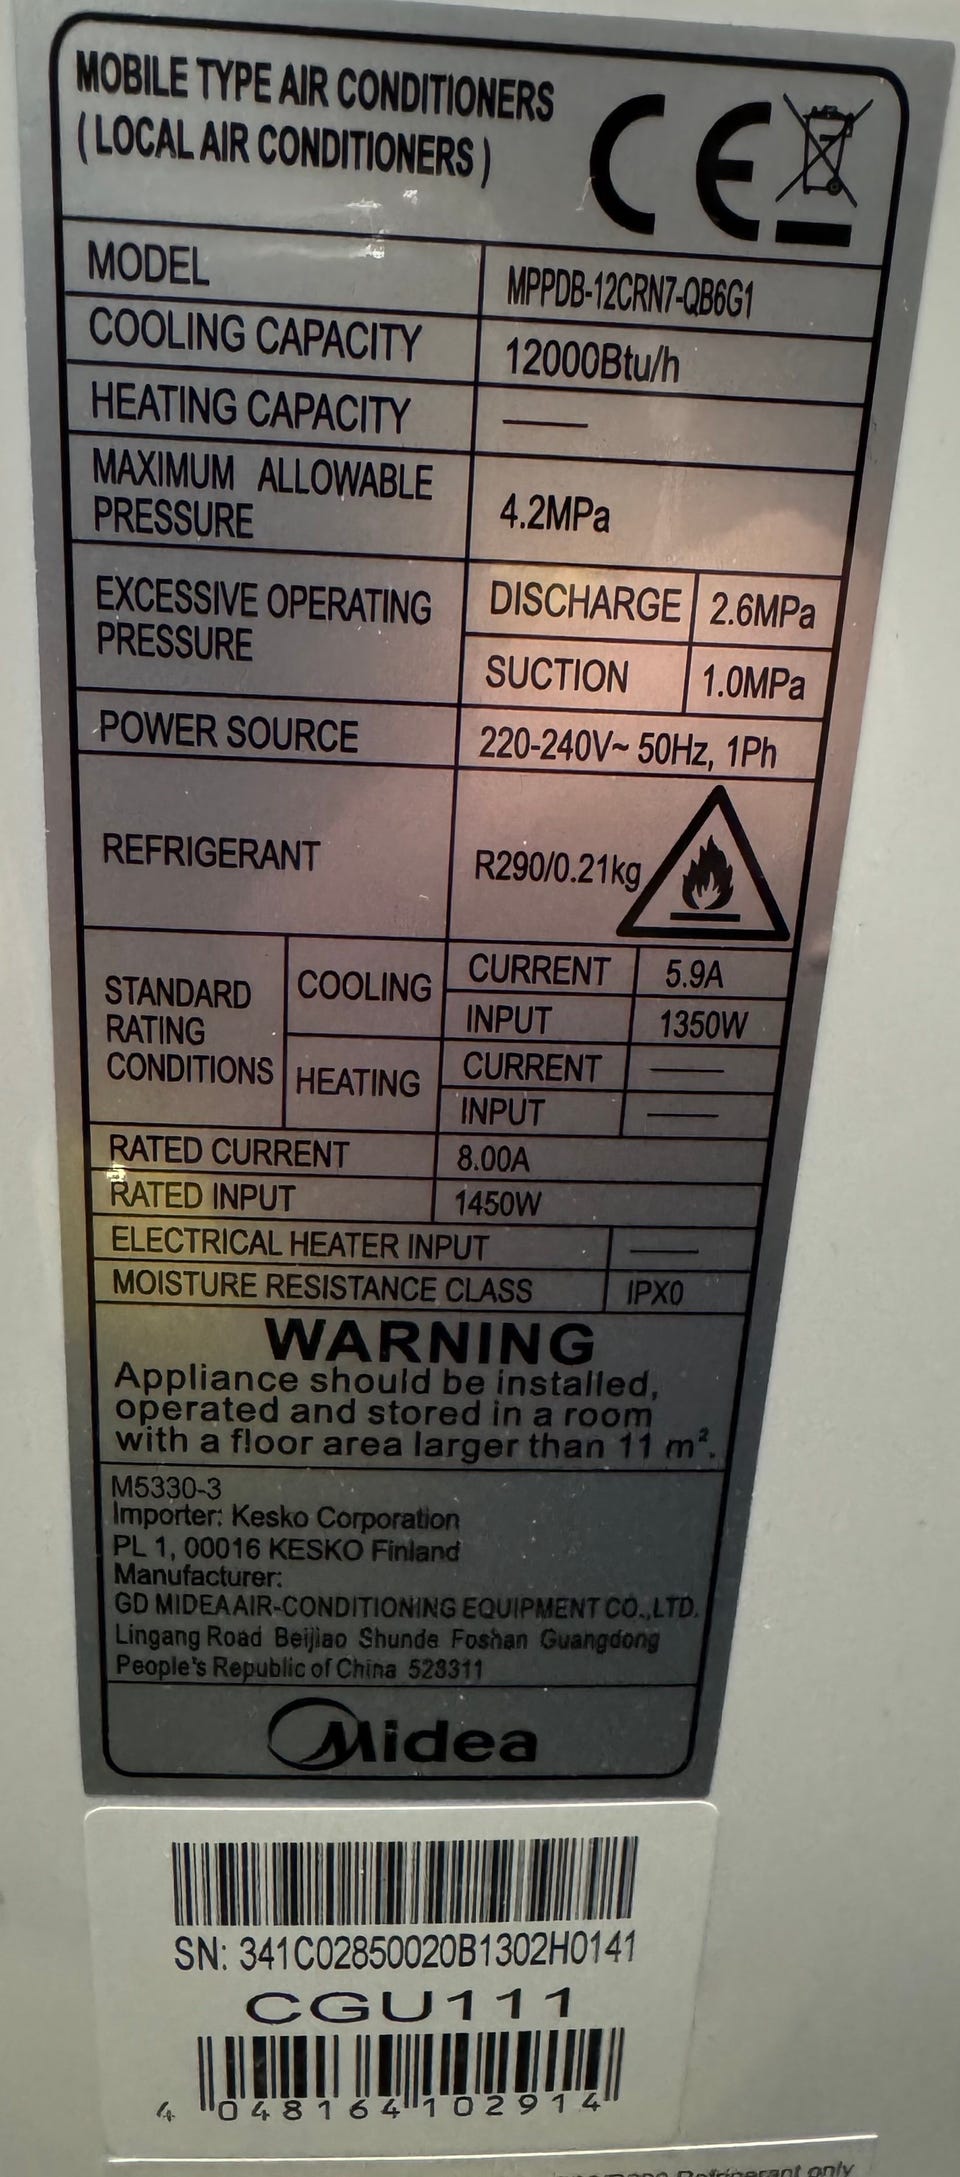 MOBILE TYPE AIR CONDITIONERS
( LOCAL AIR CONDITIONERS )
CE
MODEL MPPDB-12CRN7-QB6G1
COOLING CAPACITY 12000Btu/h
HEATING CAPACITY ——
MAXIMUM ALLOWABLE
PRESSURE 4.2MPa
EXCESSIVE OPERATING
PRESSURE
DISCHARGE 2.6MPa
SUCTION 1.0MPa
POWER SOURCE 220-240V~ 50Hz, 1Ph
REFRIGERANT R290/0.21kg
STANDARD
RATING
CONDITIONS
COOLING
CURRENT 5.9A
INPUT 1350W
HEATING
CURRENT ——
INPUT ——
RATED CURRENT 8.00A
RATED INPUT 1450W
ELECTRICAL HEATER INPUT ——
MOISTURE RESISTANCE CLASS IPX0
WARNING
Appliance should be installed,
operated and stored in a room
with a floor area larger than 11 m².
M5330-3
Importer: Kesko Corporation
PL 1, 00016 KESKO Finland
Manufacturer:
GD MIDEA AIR-CONDITIONING EQUIPMENT CO.,LTD.
Lingang Road Beijiao Shunde Foshan Guangdong
People's Republic of China 528311
Midea
SN: 341C02850020B1302H0141
CGU111
4 048164 102914
Refrigerant only